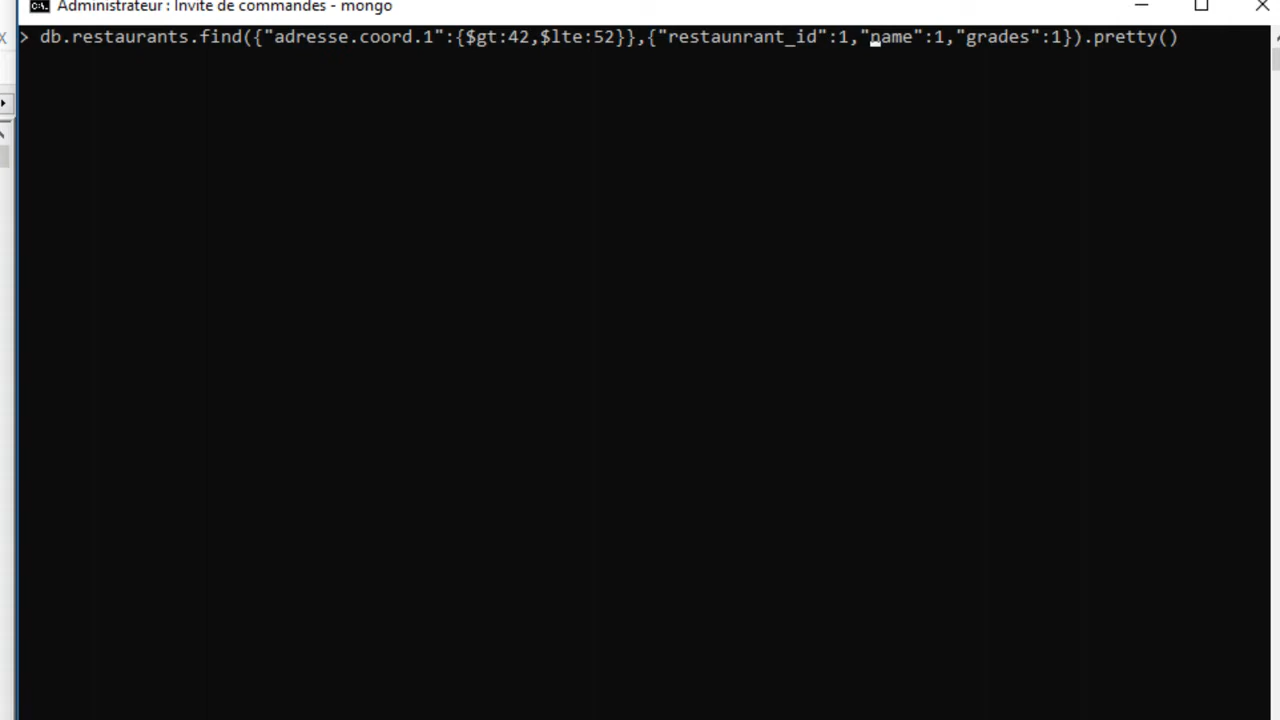 Administrateur : Invite de commandes - mongo
> db.restaurants.find({"adresse.coord.1":{$gt:42,$lte:52}},{"restaunrant_id":1,"name":1,"grades":1}).pretty()